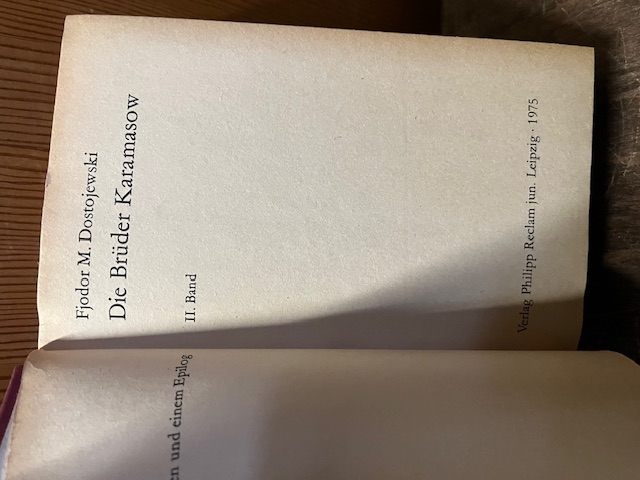 Fjodor M. Dostojewski
Die Brüder Karamasow
II. Band
Verlag Philipp Reclam jun. Leipzig · 1975
en und einem Epilog